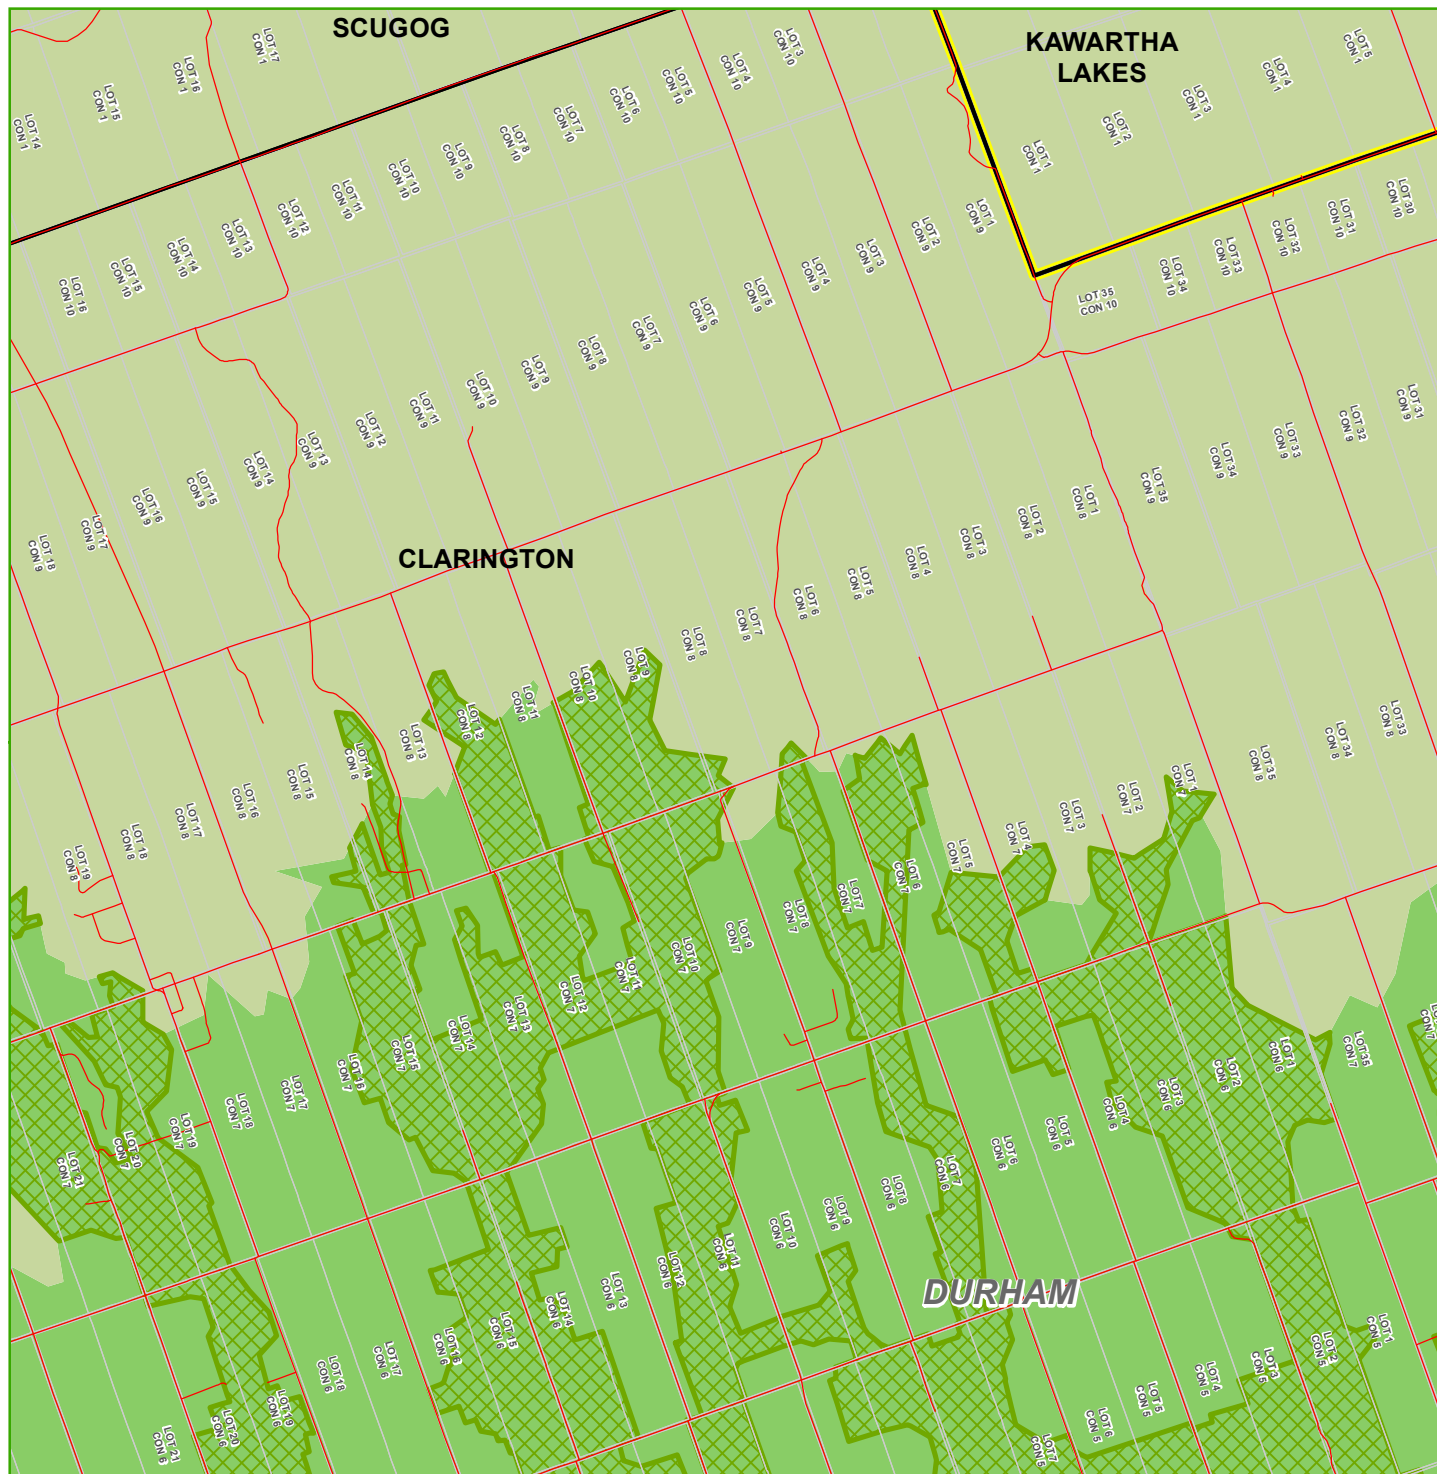 SCUGOG
KAWARTHA
LAKES
LOT 17
CON 1
LOT 16
CON 1
LOT 15
CON 1
LOT 14
CON 1
LOT 3
CON 10
LOT 4
CON 10
LOT 5
CON 10
LOT 6
CON 10
LOT 7
CON 10
LOT 8
CON 10
LOT 9
CON 10
LOT 10
CON 10
LOT 11
CON 10
LOT 12
CON 10
LOT 13
CON 10
LOT 14
CON 10
LOT 15
CON 10
LOT 16
CON 10
LOT 5
CON 1
LOT 4
CON 1
LOT 3
CON 1
LOT 2
CON 1
LOT 1
CON 1
LOT 30
CON 10
LOT 31
CON 10
LOT 32
CON 10
LOT 33
CON 10
LOT 34
CON 10
LOT 35
CON 10
LOT 1
CON 9
LOT 2
CON 9
LOT 3
CON 9
LOT 4
CON 9
LOT 5
CON 9
LOT 6
CON 9
LOT 7
CON 9
LOT 8
CON 9
LOT 9
CON 9
LOT 10
CON 9
LOT 11
CON 9
LOT 12
CON 9
LOT 13
CON 9
LOT 14
CON 9
LOT 15
CON 9
LOT 16
CON 9
LOT 17
CON 9
LOT 18
CON 9
LOT 31
CON 9
LOT 32
CON 9
LOT 33
CON 9
LOT 34
CON 9
LOT 35
CON 9
CLARINGTON
LOT 1
CON 8
LOT 2
CON 8
LOT 3
CON 8
LOT 4
CON 8
LOT 5
CON 8
LOT 6
CON 8
LOT 7
CON 8
LOT 8
CON 8
LOT 9
CON 8
LOT 10
CON 8
LOT 11
CON 8
LOT 12
CON 8
LOT 13
CON 8
LOT 14
CON 8
LOT 15
CON 8
LOT 16
CON 8
LOT 17
CON 8
LOT 18
CON 8
LOT 19
CON 8
LOT 33
CON 8
LOT 34
CON 8
LOT 35
CON 8
LOT 1
CON 7
LOT 2
CON 7
LOT 3
CON 7
LOT 4
CON 7
LOT 5
CON 7
LOT 6
CON 7
LOT 7
CON 7
LOT 8
CON 7
LOT 9
CON 7
LOT 10
CON 7
LOT 11
CON 7
LOT 12
CON 7
LOT 13
CON 7
LOT 14
CON 7
LOT 15
CON 7
LOT 16
CON 7
LOT 17
CON 7
LOT 18
CON 7
LOT 19
CON 7
LOT 20
CON 7
LOT 21
CON 7
CON 7
LOT 35
CON 7
LOT 1
CON 6
LOT 2
CON 6
LOT 3
CON 6
LOT 4
CON 6
LOT 5
CON 6
LOT 6
CON 6
LOT 7
CON 6
LOT 8
CON 6
LOT 9
CON 6
LOT 10
CON 6
LOT 11
CON 6
LOT 12
CON 6
LOT 13
CON 6
LOT 14
CON 6
LOT 15
CON 6
LOT 16
CON 6
LOT 17
CON 6
LOT 18
CON 6
LOT 19
CON 6
LOT 20
CON 6
LOT 21
CON 6
DURHAM
LOT 1
CON 5
LOT 2
CON 5
LOT 3
CON 5
LOT 4
CON 5
LOT 5
CON 5
LOT 6
CON 5
LOT 7
CON 5